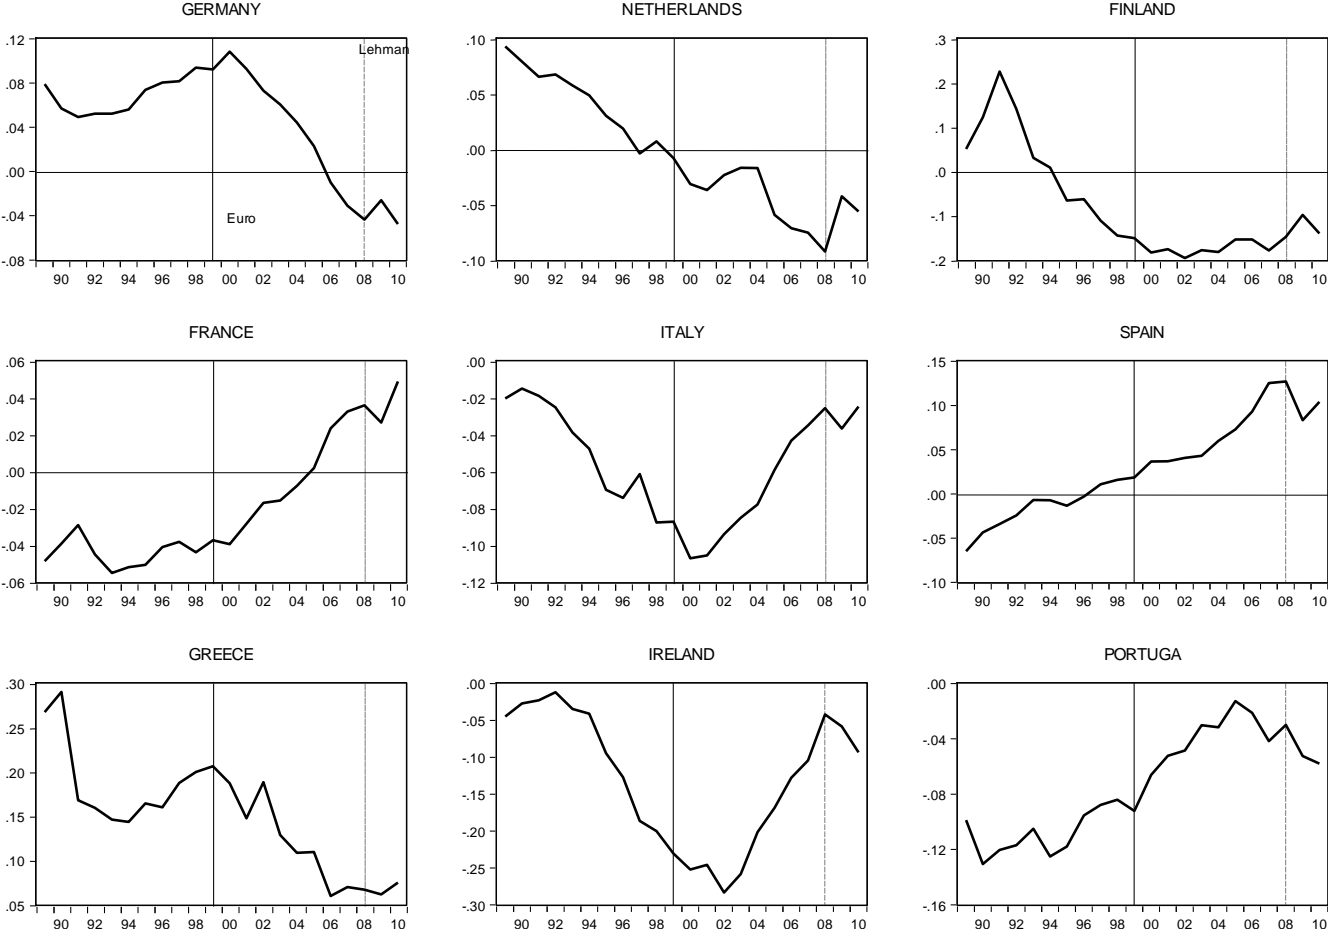 GERMANY
.12
.08
.04
.00
-.04
-.08
Lehman
Euro
90 92 94 96 98 00 02 04 06 08 10
NETHERLANDS
.10
.05
.00
-.05
-.10
90 92 94 96 98 00 02 04 06 08 10
FINLAND
.3
.2
.1
.0
-.1
-.2
90 92 94 96 98 00 02 04 06 08 10
FRANCE
.06
.04
.02
.00
-.02
-.04
-.06
90 92 94 96 98 00 02 04 06 08 10
ITALY
.00
-.02
-.04
-.06
-.08
-.10
-.12
90 92 94 96 98 00 02 04 06 08 10
SPAIN
.15
.10
.05
.00
-.05
-.10
90 92 94 96 98 00 02 04 06 08 10
GREECE
.30
.25
.20
.15
.10
.05
90 92 94 96 98 00 02 04 06 08 10
IRELAND
.00
-.05
-.10
-.15
-.20
-.25
-.30
90 92 94 96 98 00 02 04 06 08 10
PORTUGA
.00
-.04
-.08
-.12
-.16
90 92 94 96 98 00 02 04 06 08 10